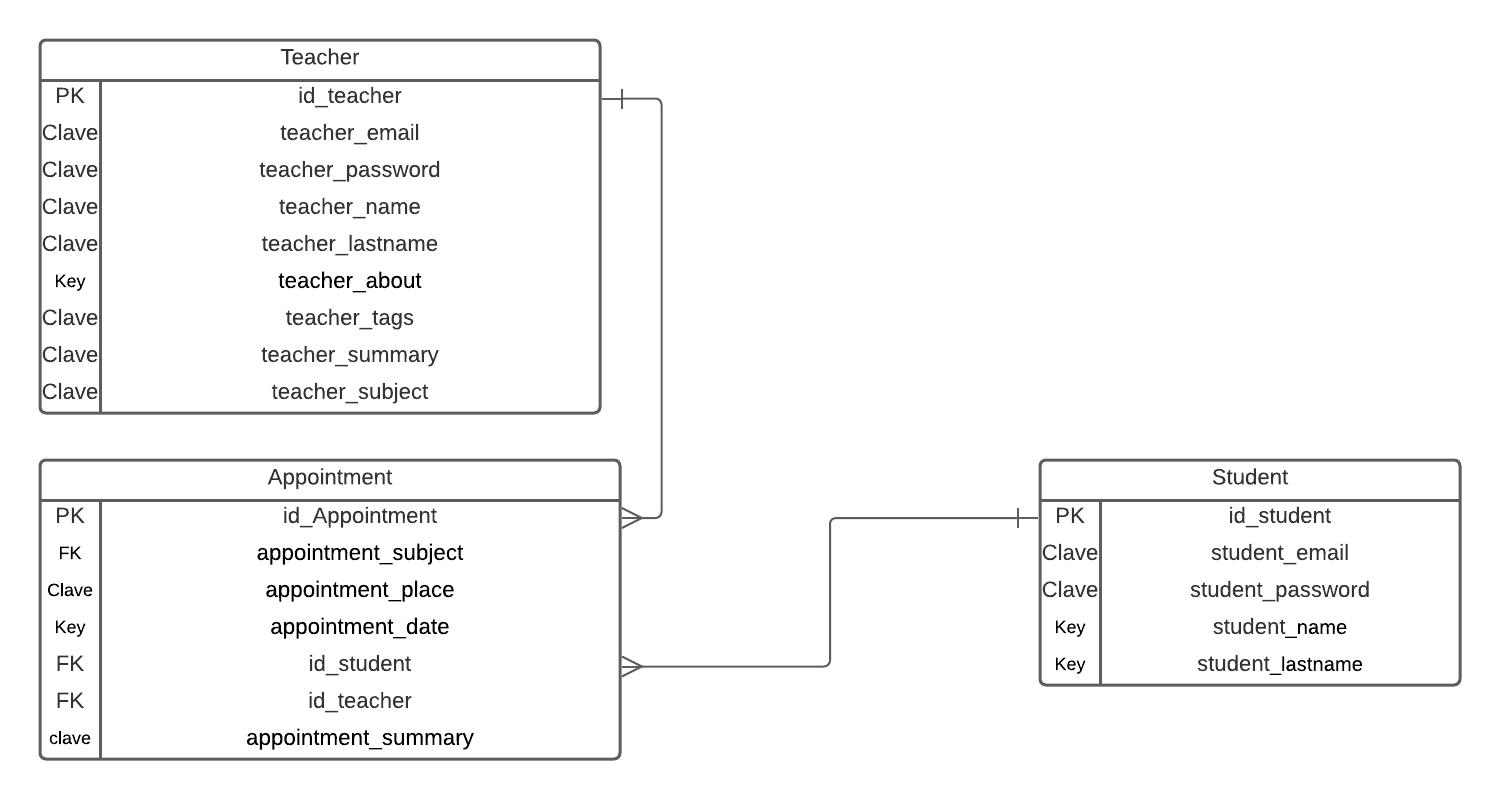 Teacher
PK id_teacher
Clave teacher_email
Clave teacher_password
Clave teacher_name
Clave teacher_lastname
Key teacher_about
Clave teacher_tags
Clave teacher_summary
Clave teacher_subject
Appointment
PK id_Appointment
FK appointment_subject
Clave appointment_place
Key appointment_date
FK id_student
FK id_teacher
clave appointment_summary
Student
PK id_student
Clave student_email
Clave student_password
Key student_name
Key student_lastname